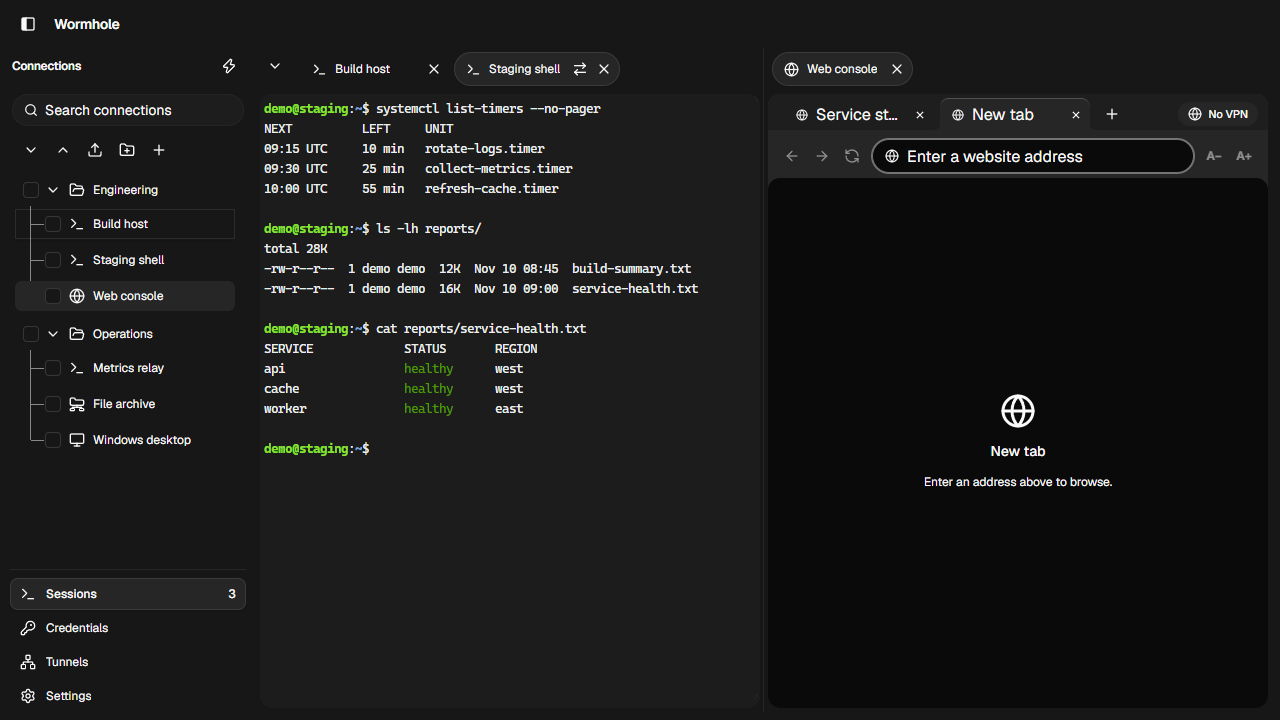 Wormhole
Connections
Search connections
Engineering
Build host
Staging shell
Web console
Operations
Metrics relay
File archive
Windows desktop
Sessions 3
Credentials
Tunnels
Settings
Build host
Staging shell
demo@staging:~$ systemctl list-timers --no-pager
NEXT LEFT UNIT
09:15 UTC 10 min rotate-logs.timer
09:30 UTC 25 min collect-metrics.timer
10:00 UTC 55 min refresh-cache.timer
demo@staging:~$ ls -lh reports/
total 28K
-rw-r--r-- 1 demo demo 12K Nov 10 08:45 build-summary.txt
-rw-r--r-- 1 demo demo 16K Nov 10 09:00 service-health.txt
demo@staging:~$ cat reports/service-health.txt
SERVICE STATUS REGION
api healthy west
cache healthy west
worker healthy east
demo@staging:~$
Web console
Service st...
New tab
No VPN
Enter a website address
A-
A+
New tab
Enter an address above to browse.